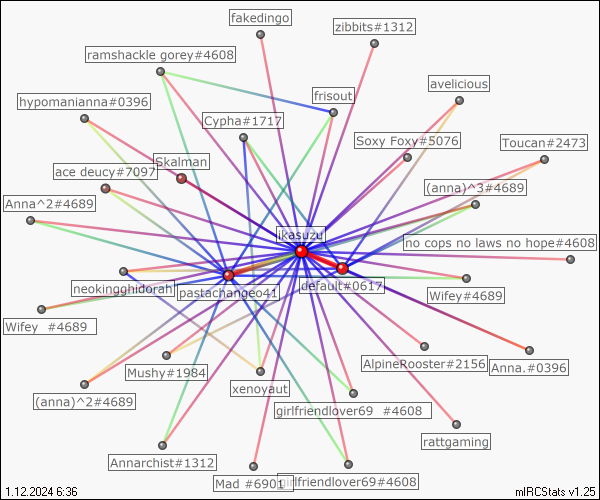 fakedingo
zibbits#1312
ramshackle gorey#4608
avelicious
hypomanianna#0396
frisout
Cypha#1717
Soxy Foxy#5076
Toucan#2473
Skalman
ace deucy#7097
(anna)^3#4689
Anna^2#4689
ikasuzu
no cops no laws no hope#4608
neokingghidorah
pastachangeo41
default#0617
Wifey#4689
Wifey #4689
Mushy#1984
AlpineRooster#2156
Anna.#0396
xenoyaut
(anna)^2#4689
girlfriendlover69 #4608
rattgaming
Annarchist#1312
Mad #6901
girlfriendlover69#4608
1.12.2024 6:36
mIRCStats v1.25